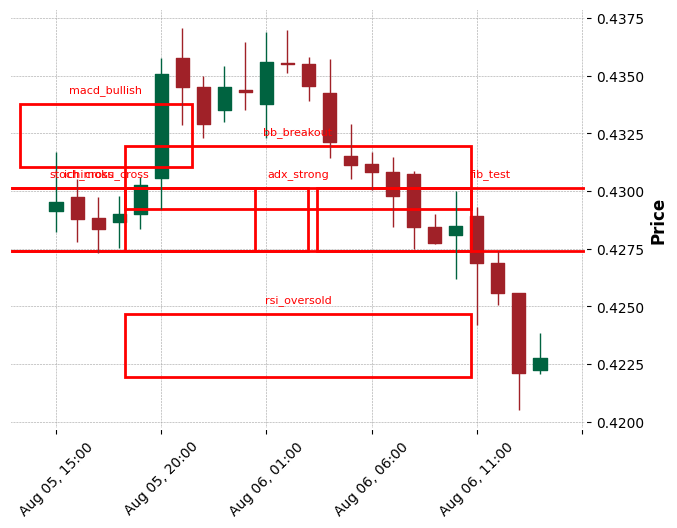 0.4375
macd_bullish
0.4350
bb_breakout
0.4325
adx_strong
fib_test
0.4300
Price
0.4275
rsi_oversold
0.4250
0.4225
0.4200
Aug 05, 15:00
Aug 05, 20:00
Aug 06, 01:00
Aug 06, 06:00
Aug 06, 11:00